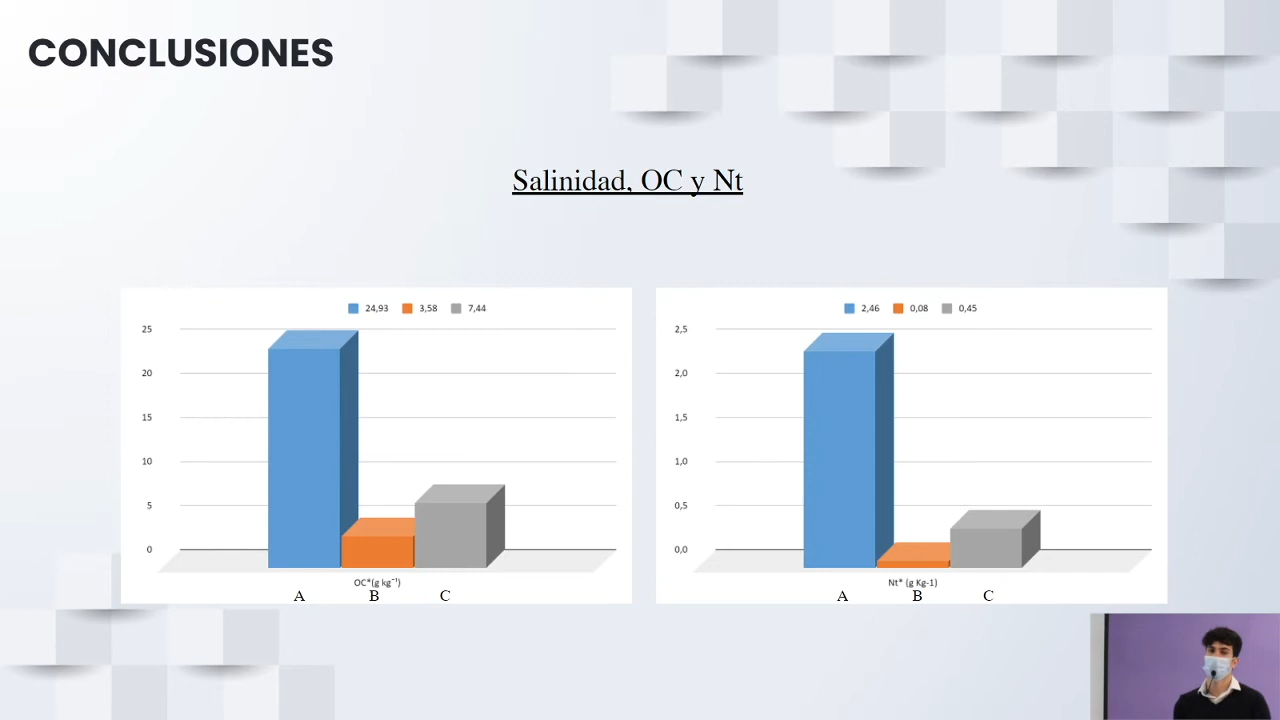 CONCLUSIONES
Salinidad, OC y Nt
24,93 3,58 7,44
25
20
15
10
5
0
OC*(g kg⁻¹)
A B C
2,46 0,08 0,45
2,5
2,0
1,5
1,0
0,5
0,0
Nt* (g Kg-1)
A B C